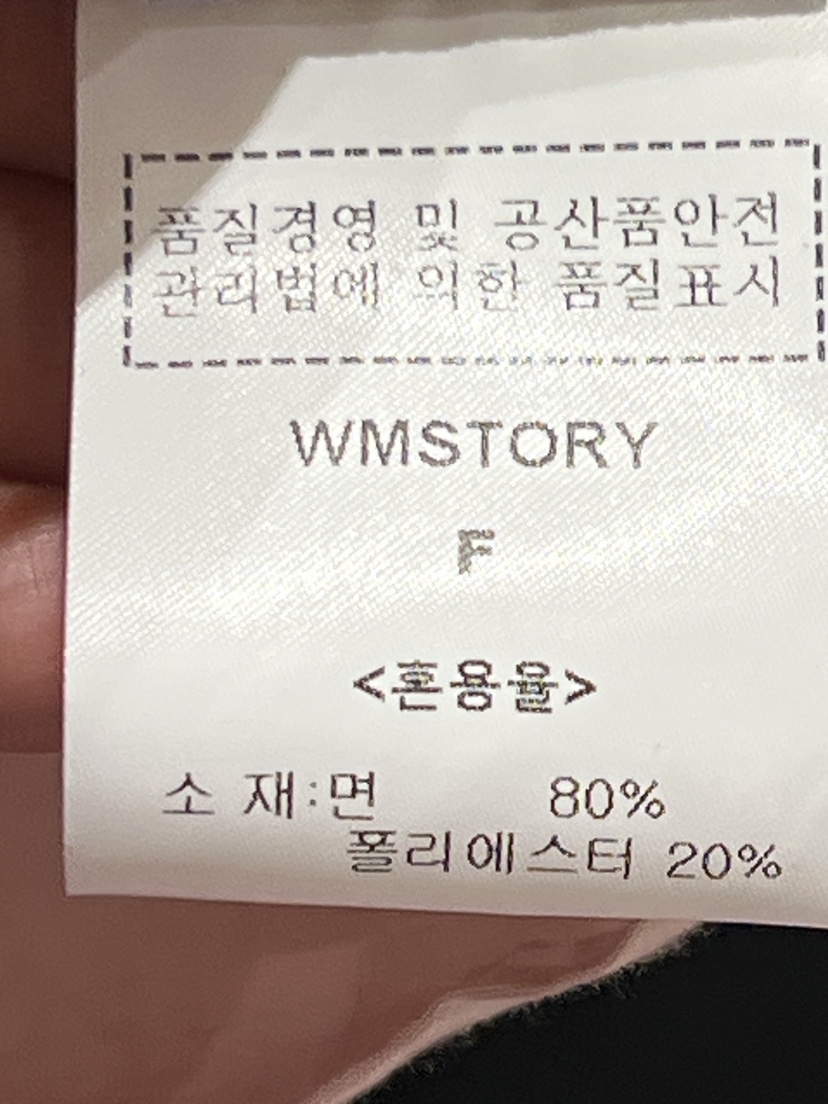 품질경영 및 공산품안전
관리법에 의한 품질표시
WMSTORY
F
<혼용율>
소 재:면 80%
폴리에스터 20%